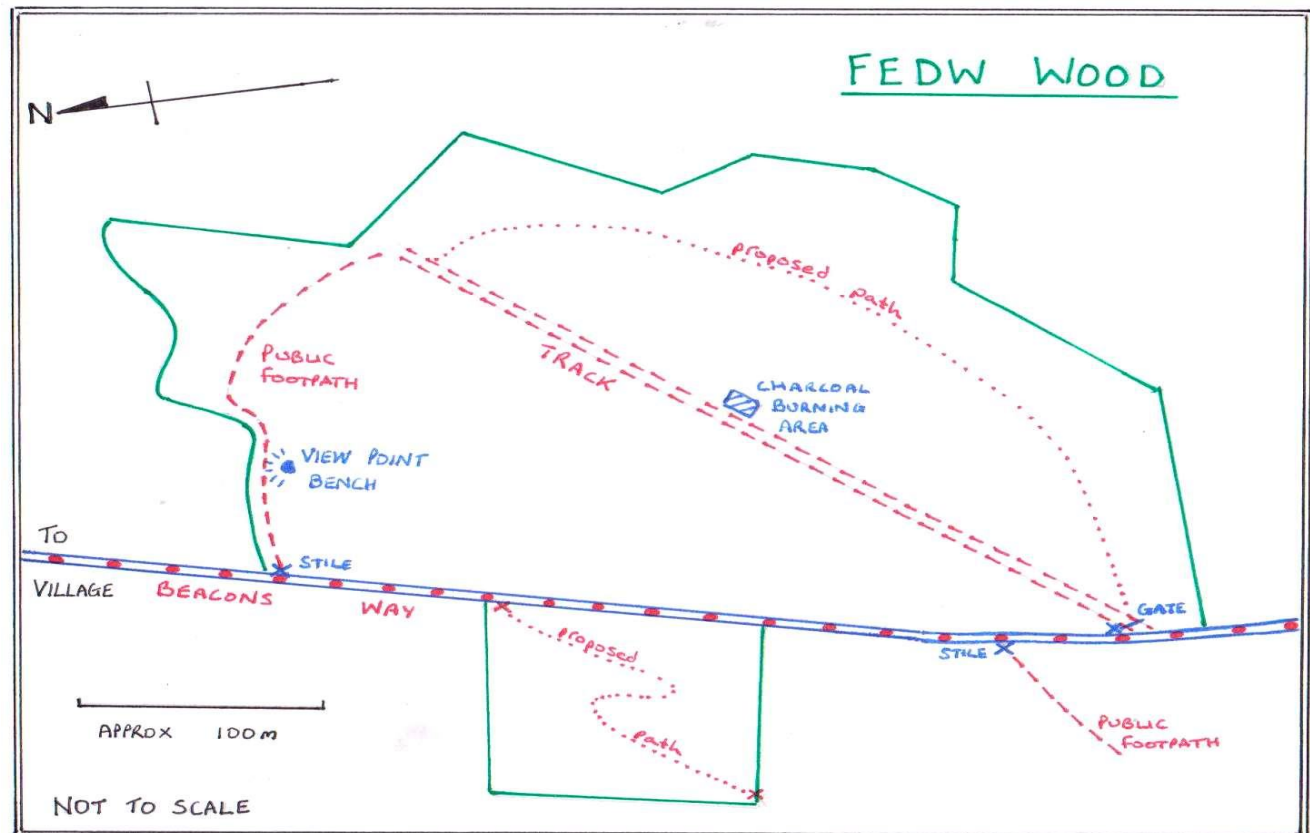 FEDW WOOD
N
proposed
path
PUBLIC
FOOTPATH
TRACK
CHARCOAL
BURNING
AREA
VIEW POINT
BENCH
TO
VILLAGE
STILE
BEACONS
WAY
GATE
STILE
proposed
path
PUBLIC
FOOTPATH
APPROX 100m
NOT TO SCALE